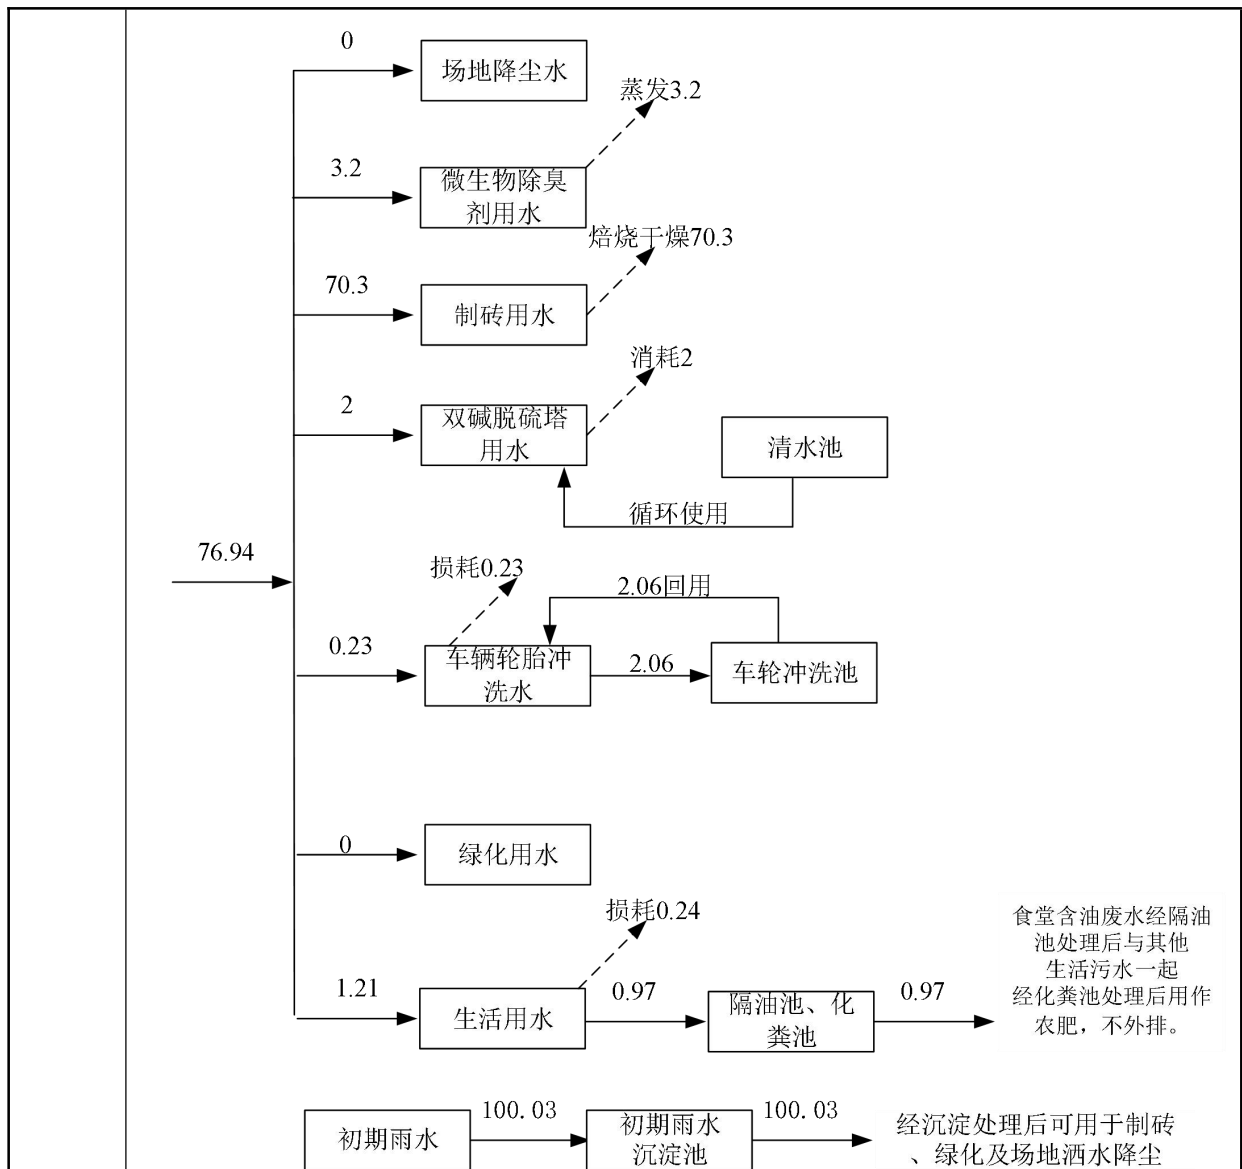 0
场地降尘水
蒸发3.2
3.2
微生物除臭
剂用水
焙烧干燥70.3
70.3
制砖用水
消耗2
2
双碱脱硫塔
用水
清水池
循环使用
76.94
损耗0.23
2.06回用
0.23
车辆轮胎冲
洗水
2.06
车轮冲洗池
0
绿化用水
损耗0.24
1.21
生活用水
0.97
隔油池、化
粪池
0.97
食堂含油废水经隔油
池处理后与其他
生活污水一起
经化粪池处理后用作
农肥，不外排。
初期雨水
100.03
初期雨水
沉淀池
100.03
经沉淀处理后可用于制砖
、绿化及场地洒水降尘